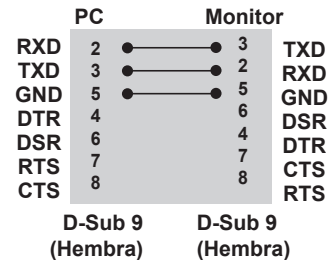 PC Monitor
RXD 2 3 TXD
TXD 3 2 RXD
GND 5 5 GND
DTR 4 6 DSR
DSR 6 4 DTR
RTS 7 7 CTS
CTS 8 8 RTS
D-Sub 9 D-Sub 9
(Hembra) (Hembra)